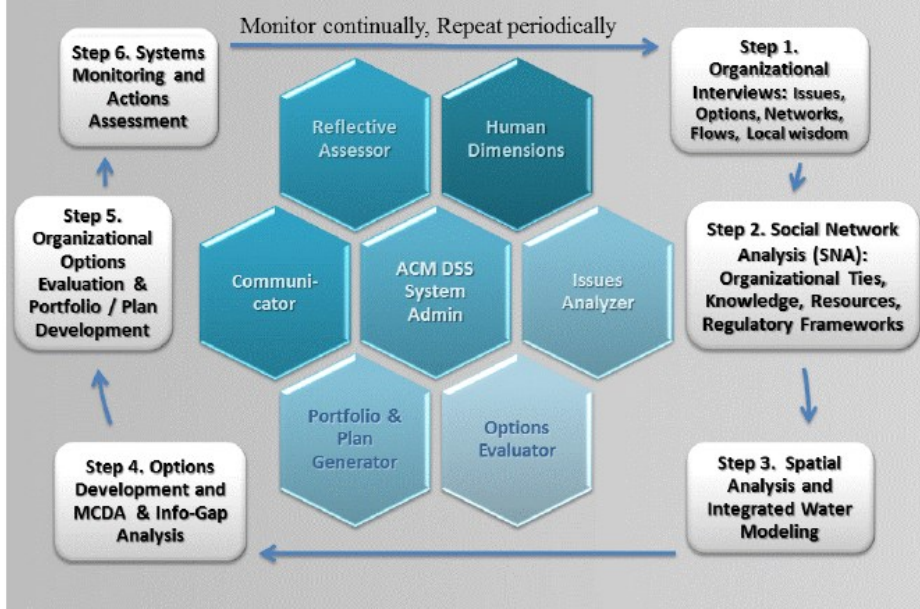 Monitor continually, Repeat periodically
Step 6. Systems
Monitoring and
Actions
Assessment
Step 1.
Organizational
Interviews: Issues,
Options, Networks,
Flows, Local wisdom
Reflective
Assessor
Human
Dimensions
Step 5.
Organizational
Options
Evaluation &
Portfolio / Plan
Development
Communi-
cator
ACM DSS
System
Admin
Issues
Analyzer
Step 2. Social Network
Analysis (SNA):
Organizational Ties,
Knowledge, Resources,
Regulatory Frameworks
Portfolio &
Plan
Generator
Options
Evaluator
Step 4. Options
Development and
MCDA & Info-Gap
Analysis
Step 3. Spatial
Analysis and
Integrated Water
Modeling